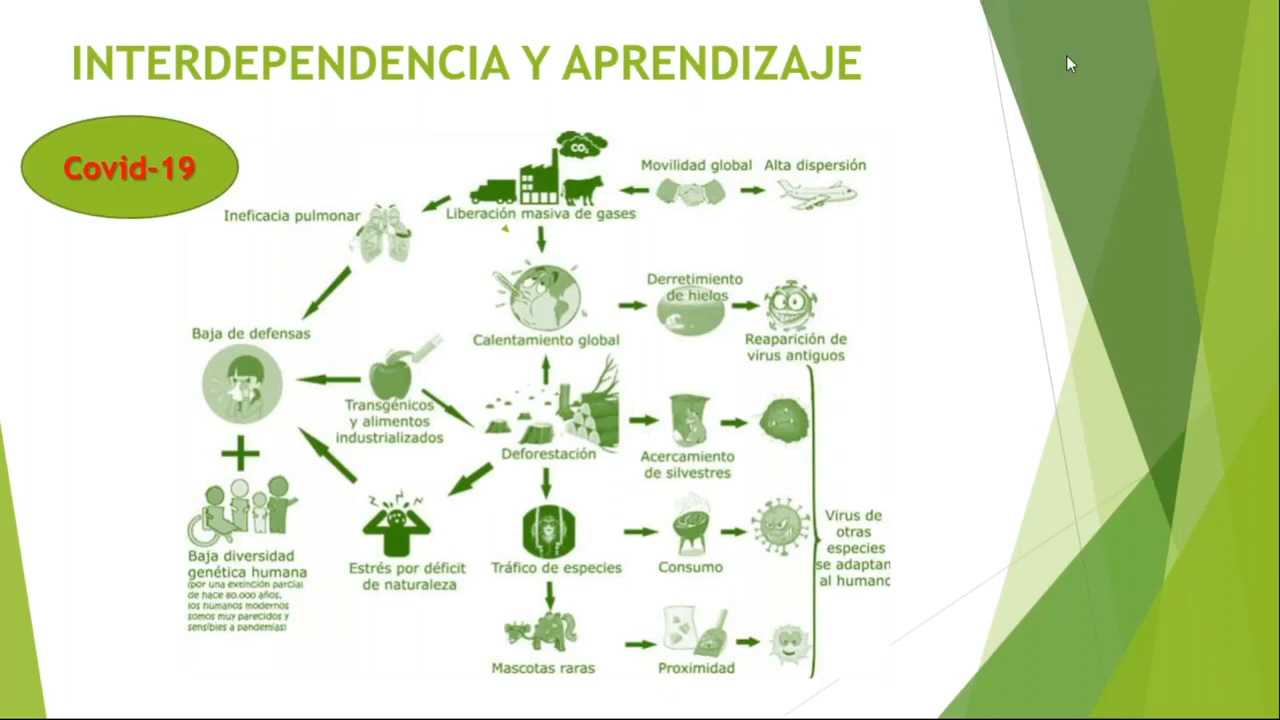 INTERDEPENDENCIA Y APRENDIZAJE
Covid-19
CO₂
Movilidad global
Alta dispersión
Ineficacia pulmonar
Liberación masiva de gases
Derretimiento
de hielos
Baja de defensas
Calentamiento global
Reaparición de
virus antiguos
Transgénicos
y alimentos
industrializados
Deforestación
Acercamiento
de silvestres
Virus de
otras
especies
se adaptan
al humano
Baja diversidad
genética humana
(por una extinción parcial
de hace 80.000 años,
los humanos modernos
somos muy parecidos y
sensibles a pandemias)
Estrés por déficit
de naturaleza
Tráfico de especies
Consumo
Mascotas raras
Proximidad